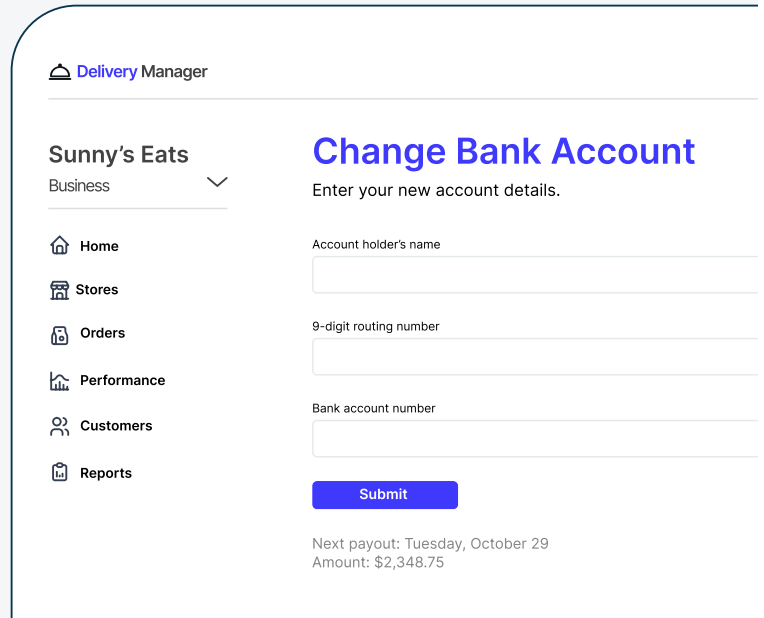 Delivery Manager
Sunny’s Eats
Business
Home
Stores
Orders
Performance
Customers
Reports
Change Bank Account
Enter your new account details.
Account holder’s name
9-digit routing number
Bank account number
Submit
Next payout: Tuesday, October 29
Amount: $2,348.75